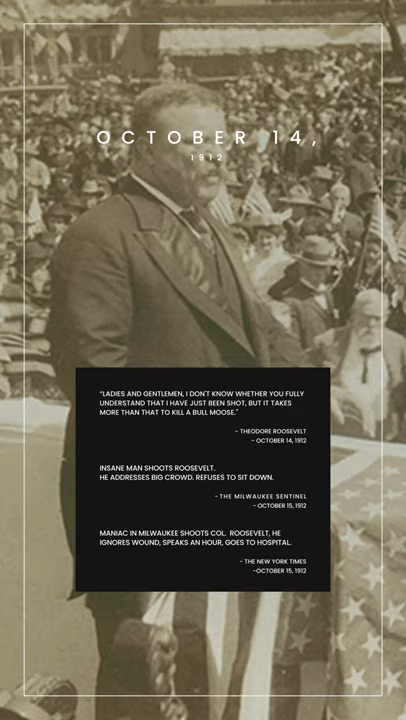 OCTOBER 14,
1912
"LADIES AND GENTLEMEN, I DON'T KNOW WHETHER YOU FULLY
UNDERSTAND THAT I HAVE JUST BEEN SHOT, BUT IT TAKES
MORE THAN THAT TO KILL A BULL MOOSE."
- THEODORE ROOSEVELT
- OCTOBER 14, 1912
INSANE MAN SHOOTS ROOSEVELT.
HE ADDRESSES BIG CROWD. REFUSES TO SIT DOWN.
- THE MILWAUKEE SENTINEL
- OCTOBER 15, 1912
MANIAC IN MILWAUKEE SHOOTS COL. ROOSEVELT, HE
IGNORES WOUND, SPEAKS AN HOUR, GOES TO HOSPITAL.
- THE NEW YORK TIMES
-OCTOBER 15, 1912